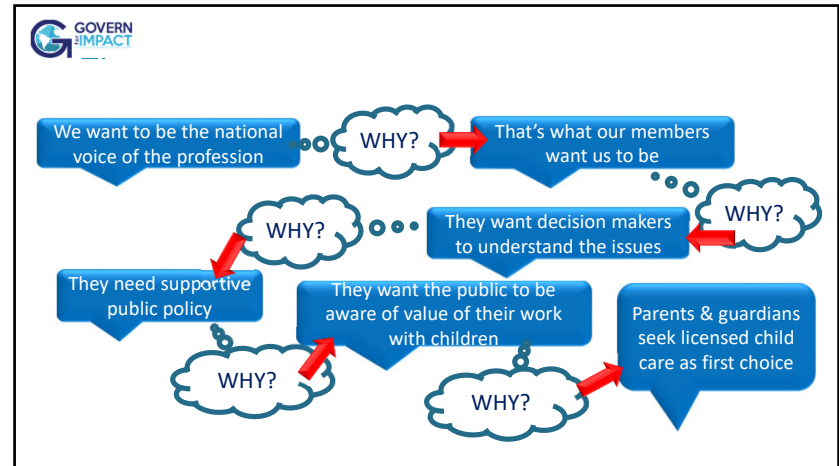 GOVERN
for IMPACT
We want to be the national
voice of the profession
WHY?
That's what our members
want us to be
WHY?
They want decision makers
to understand the issues
WHY?
They need supportive
public policy
WHY?
They want the public to be
aware of value of their work
with children
WHY?
Parents & guardians
seek licensed child
care as first choice